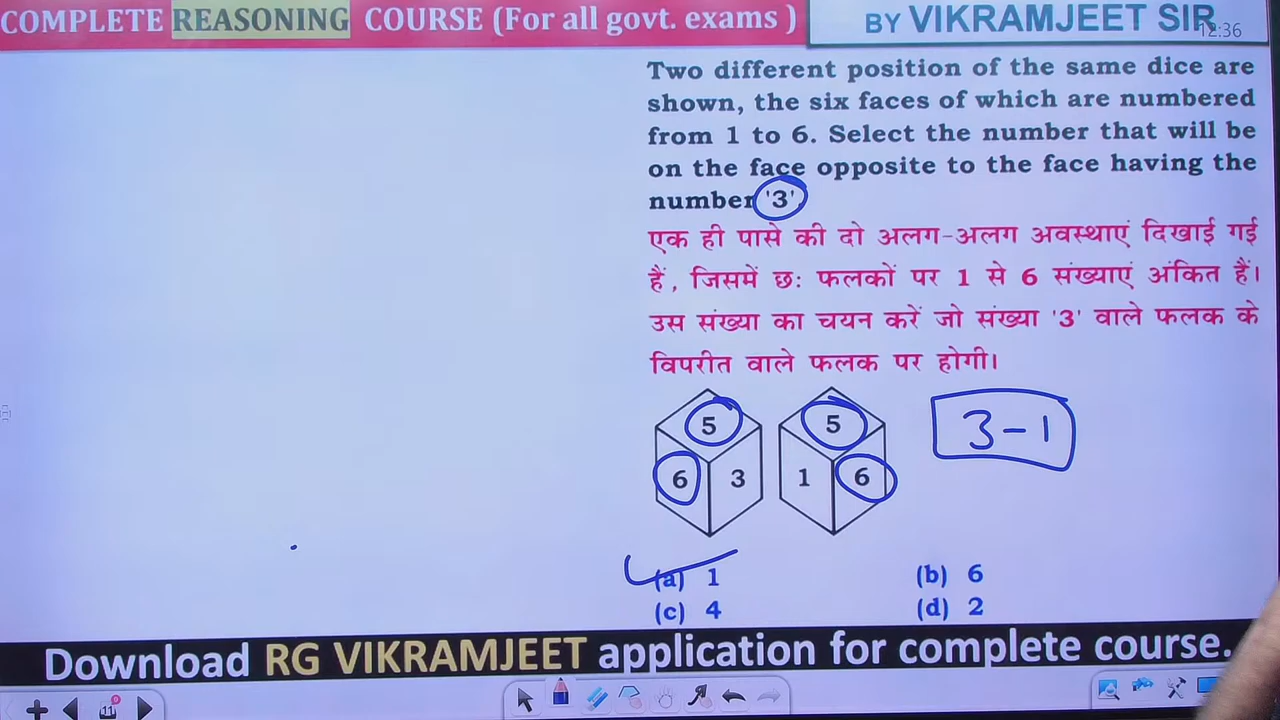 COMPLETE REASONING COURSE (For all govt. exams )
BY VIKRAMJEET SIR
12:36
Two different position of the same dice are
shown, the six faces of which are numbered
from 1 to 6. Select the number that will be
on the face opposite to the face having the
number '3'.
एक ही पासे की दो अलग-अलग अवस्थाएं दिखाई गई
हैं, जिसमें छः फलकों पर 1 से 6 संख्याएं अंकित हैं।
उस संख्या का चयन करें जो संख्या '3' वाले फलक के
विपरीत वाले फलक पर होगी।
5 5
3-1
6 3 1 6
(a) 1 (b) 6
(c) 4 (d) 2
Download RG VIKRAMJEET application for complete course.
11